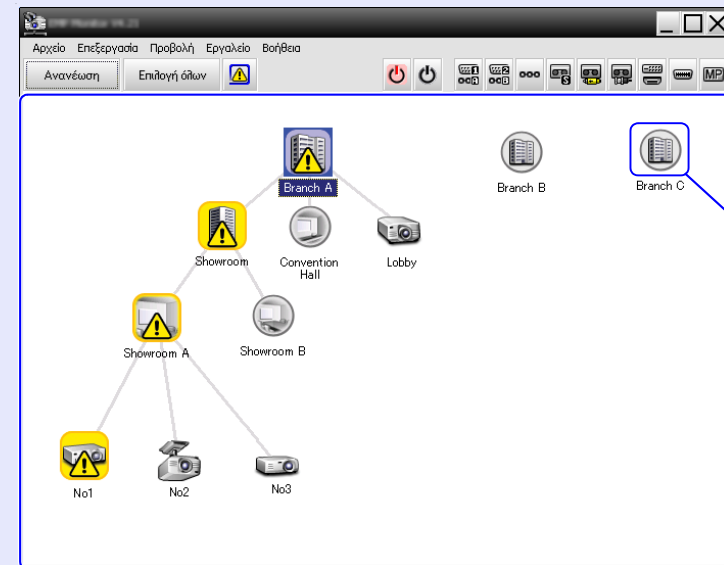 Αρχείο Επεξεργασία Προβολή Εργαλείο Βοήθεια
Ανανέωση Επιλογή όλων MP
Branch A
Branch B
Branch C
Showroom
Convention
Hall
Lobby
Showroom A
Showroom B
No1
No2
No3